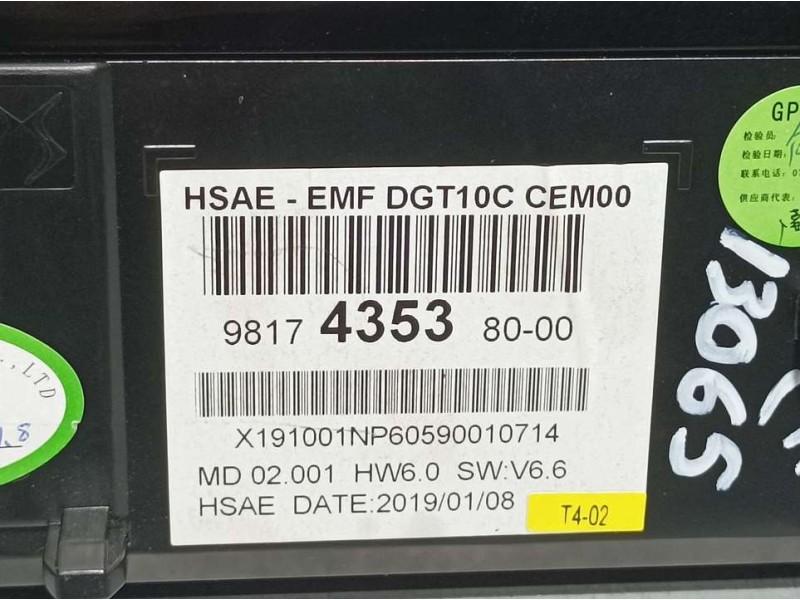 HSAE - EMF DGT10C CEM00
9817 4353 80-00
X191001NP60590010714
MD 02.001 HW6.0 SW:V6.6
HSAE DATE:2019/01/08
T4-02
GP
检验员:
检验日期:
联系电话: 07
供应商代表:
13065
., LTD
.8